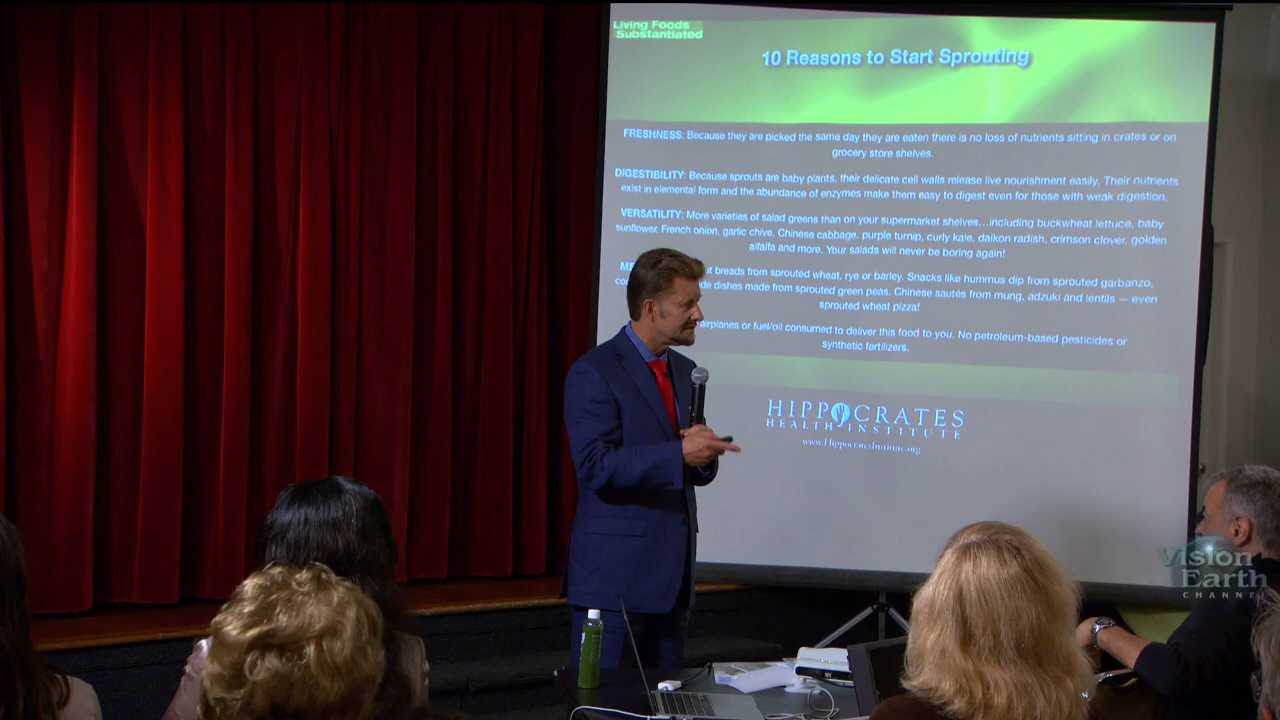 Living Foods
Substantiated
10 Reasons to Start Sprouting
FRESHNESS: Because they are picked the same day they are eaten there is no loss of nutrients sitting in crates or on
grocery store shelves.
DIGESTIBILITY: Because sprouts are baby plants, their delicate cell walls release live nourishment easily. Their nutrients
exist in elemental form and the abundance of enzymes make them easy to digest even for those with weak digestion.
VERSATILITY: More varieties of salad greens than on your supermarket shelves...including buckwheat lettuce, baby
sunflower, French onion, garlic chive, Chinese cabbage, purple turnip, curly kale, daikon radish, crimson clover, golden
alfalfa and more. Your salads will never be boring again!
breads from sprouted wheat, rye or barley. Snacks like hummus dip from sprouted garbanzo,
dishes made from sprouted green peas, Chinese sautés from mung, adzuki and lentils — even
sprouted wheat pizza!
airplanes or fuel/oil consumed to deliver this food to you. No petroleum-based pesticides or
synthetic fertilizers.
HIPPOCRATES
HEALTH INSTITUTE
www.HippocratesInstitute.org
Vision
Earth
CHANNEL